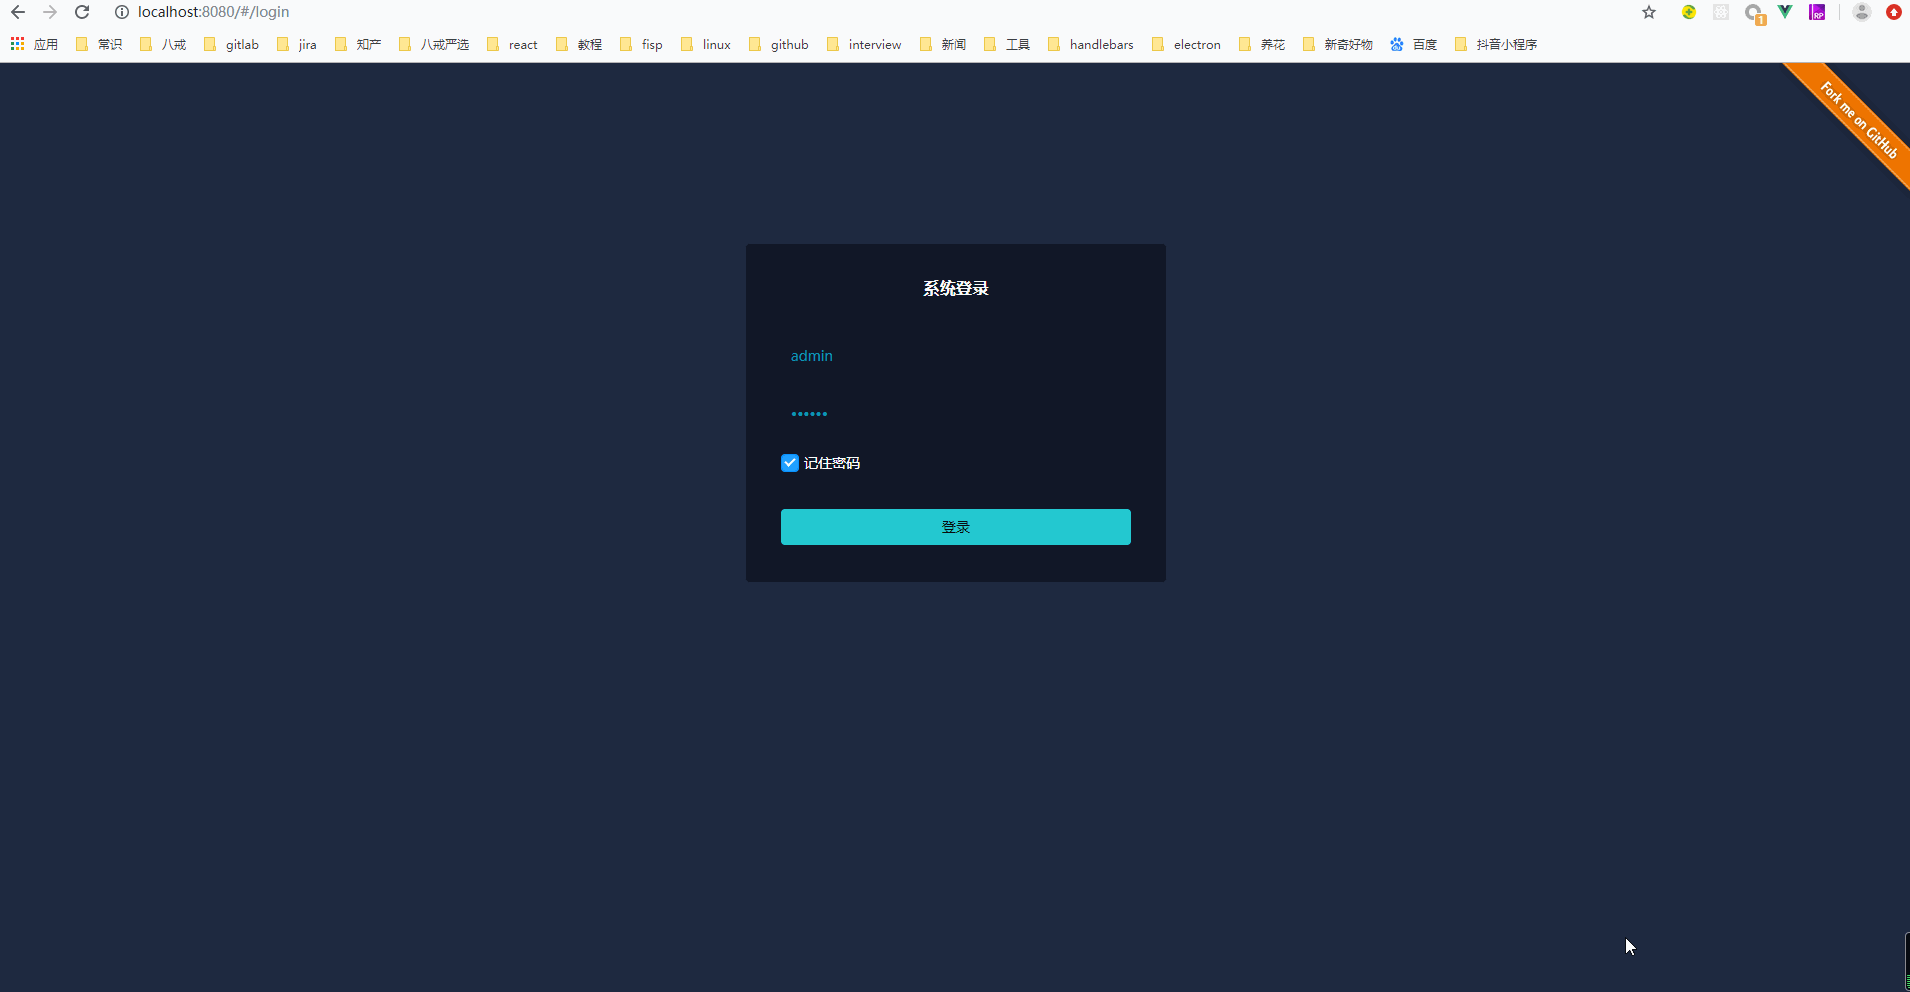 localhost:8080/#/login
1
RP
应用 常识 八戒 gitlab jira 知产 八戒严选 react 教程 fisp linux github interview 新闻 工具 handlebars electron 养花 新奇好物 百度 抖音小程序
Fork me on GitHub
系统登录
admin
••••••
记住密码
登录